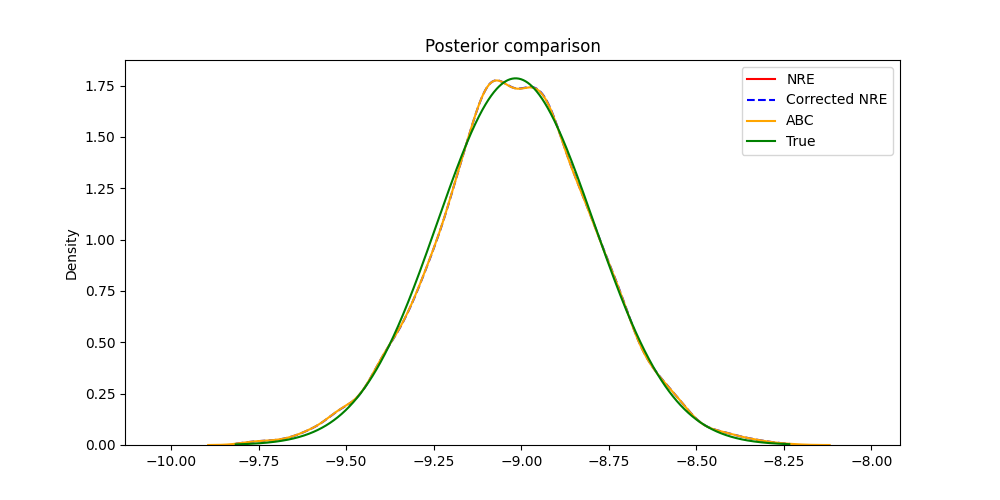 Posterior comparison
NRE
Corrected NRE
ABC
True
Density
1.75
1.50
1.25
1.00
0.75
0.50
0.25
0.00
−10.00 −9.75 −9.50 −9.25 −9.00 −8.75 −8.50 −8.25 −8.00